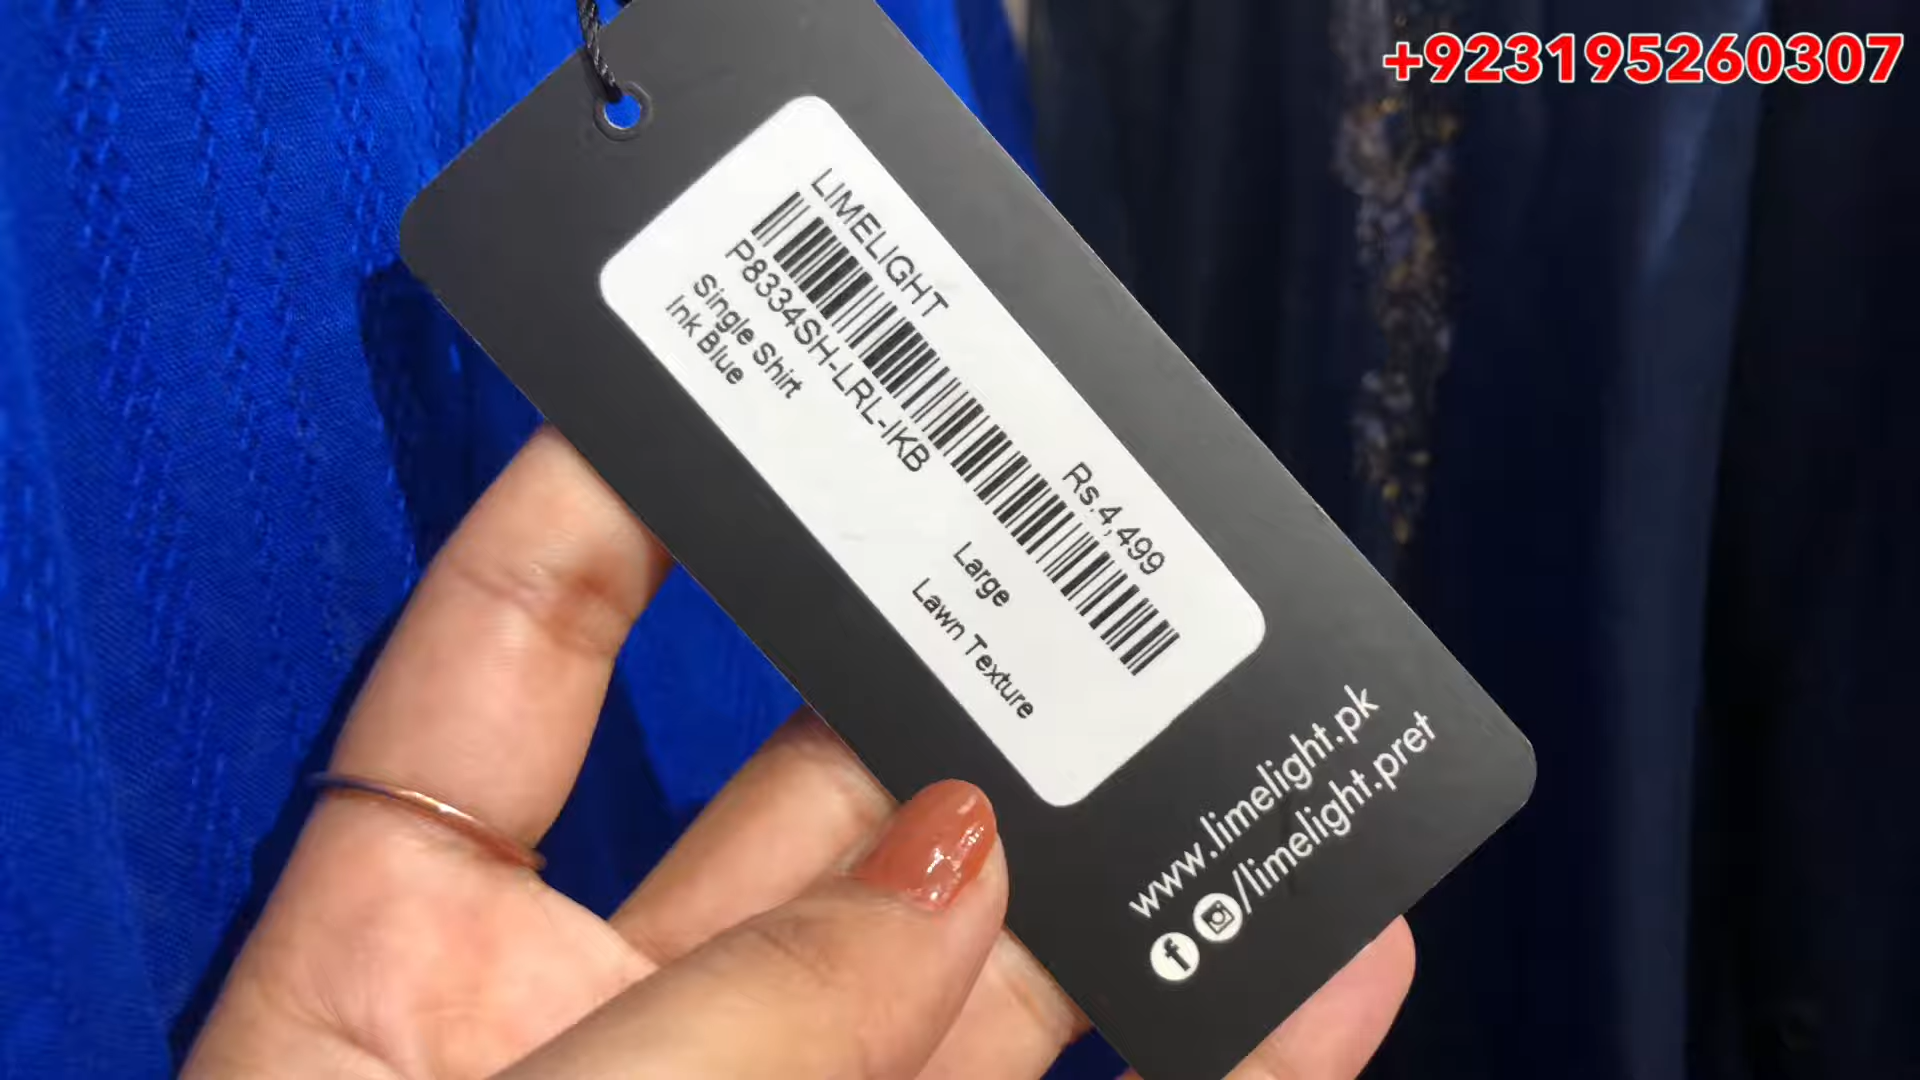 +923195260307
LIMELIGHT
Rs.4,499
P8334SH-LRL-IKB
Single Shirt
Large
Ink Blue
Lawn Texture
www.limelight.pk
/limelight.pret